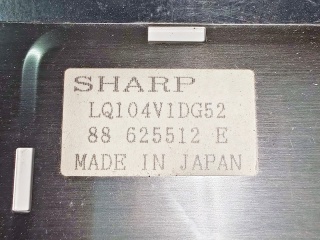 SHARP
LQ104V1DG52
88 625512 E
MADE IN JAPAN